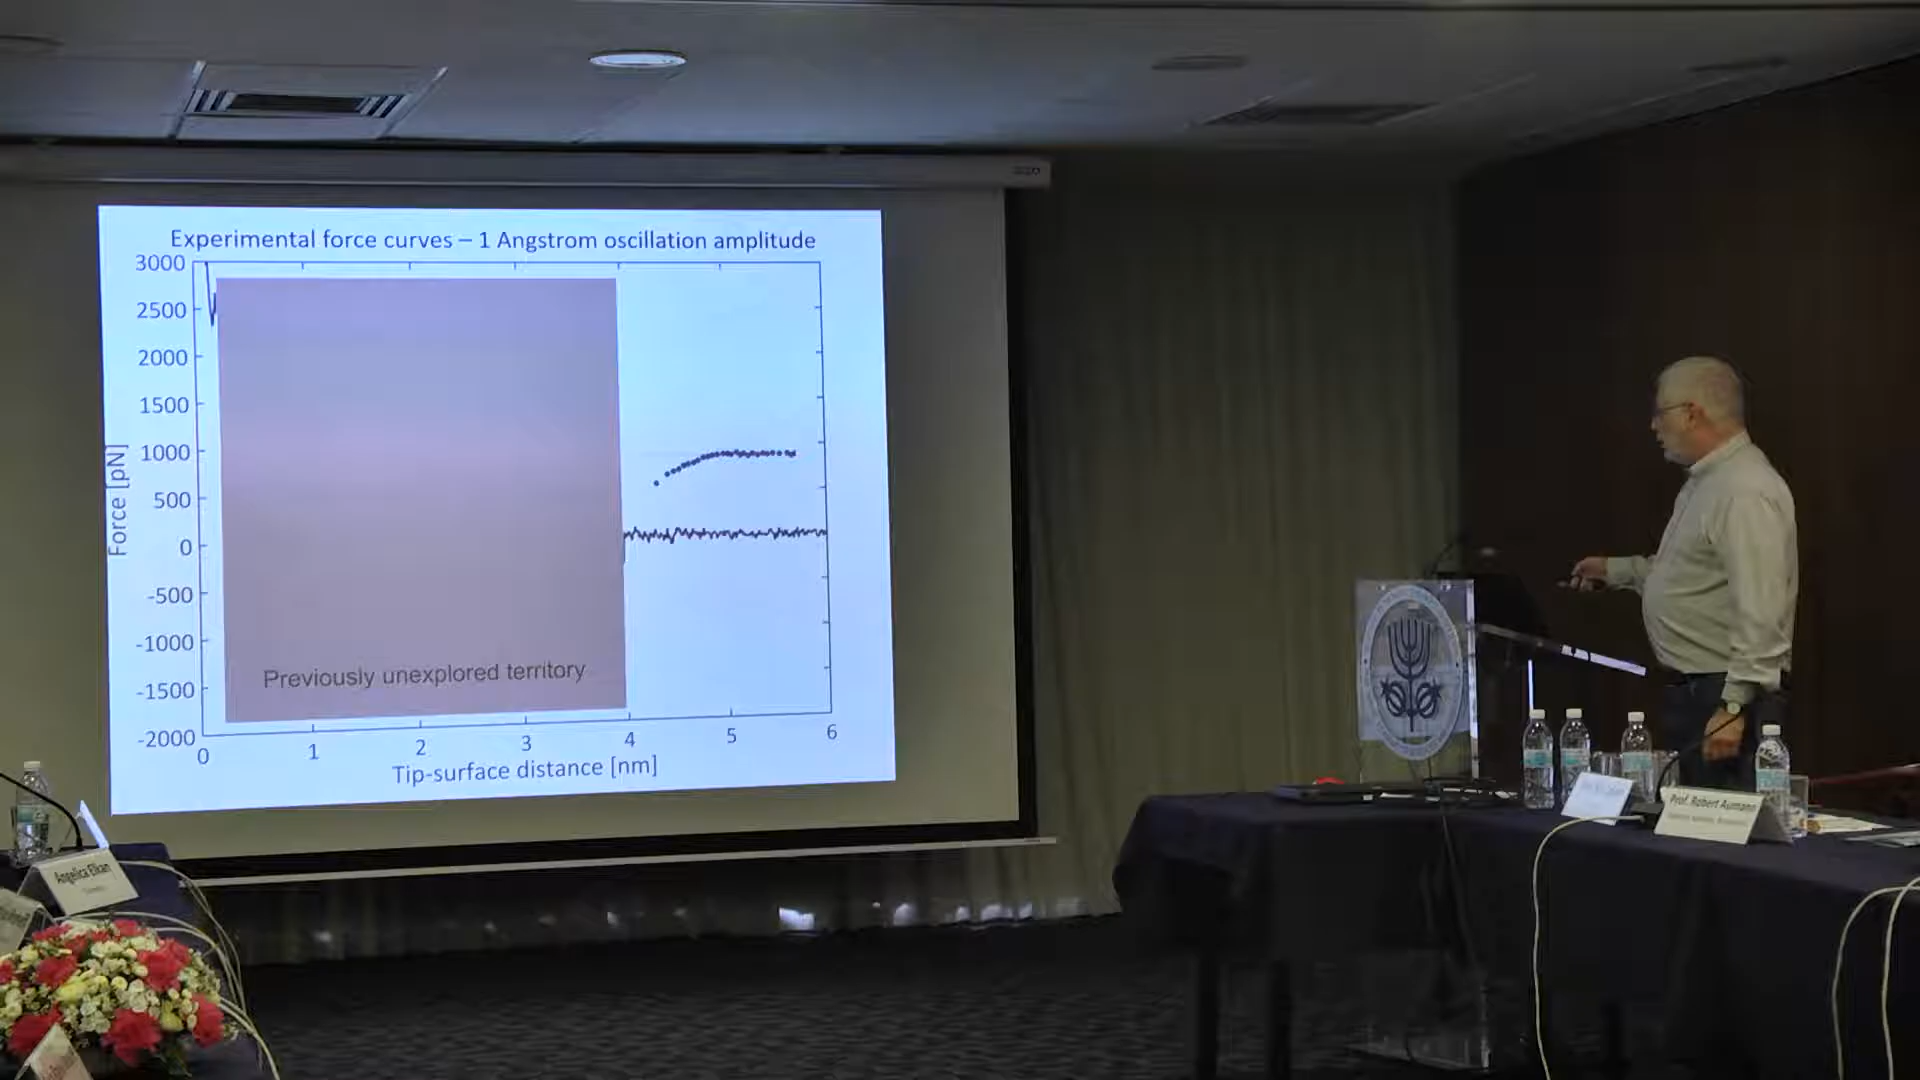 Experimental force curves – 1 Angstrom oscillation amplitude
3000
2500
2000
1500
1000
500
0
-500
-1000
-1500
-2000
Force [pN]
Previously unexplored territory
0 1 2 3 4 5 6
Tip-surface distance [nm]
Angelica Elkan
Prof. Robert Aumann